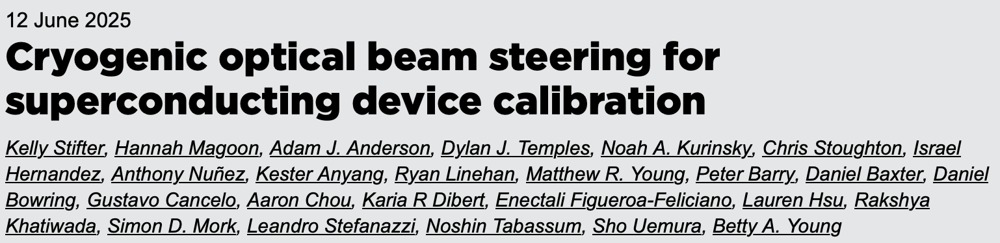 12 June 2025
Cryogenic optical beam steering for
superconducting device calibration
Kelly Stifter, Hannah Magoon, Adam J. Anderson, Dylan J. Temples, Noah A. Kurinsky, Chris Stoughton, Israel
Hernandez, Anthony Nuñez, Kester Anyang, Ryan Linehan, Matthew R. Young, Peter Barry, Daniel Baxter, Daniel
Bowring, Gustavo Cancelo, Aaron Chou, Karia R Dibert, Enectali Figueroa-Feliciano, Lauren Hsu, Rakshya
Khatiwada, Simon D. Mork, Leandro Stefanazzi, Noshin Tabassum, Sho Uemura, Betty A. Young